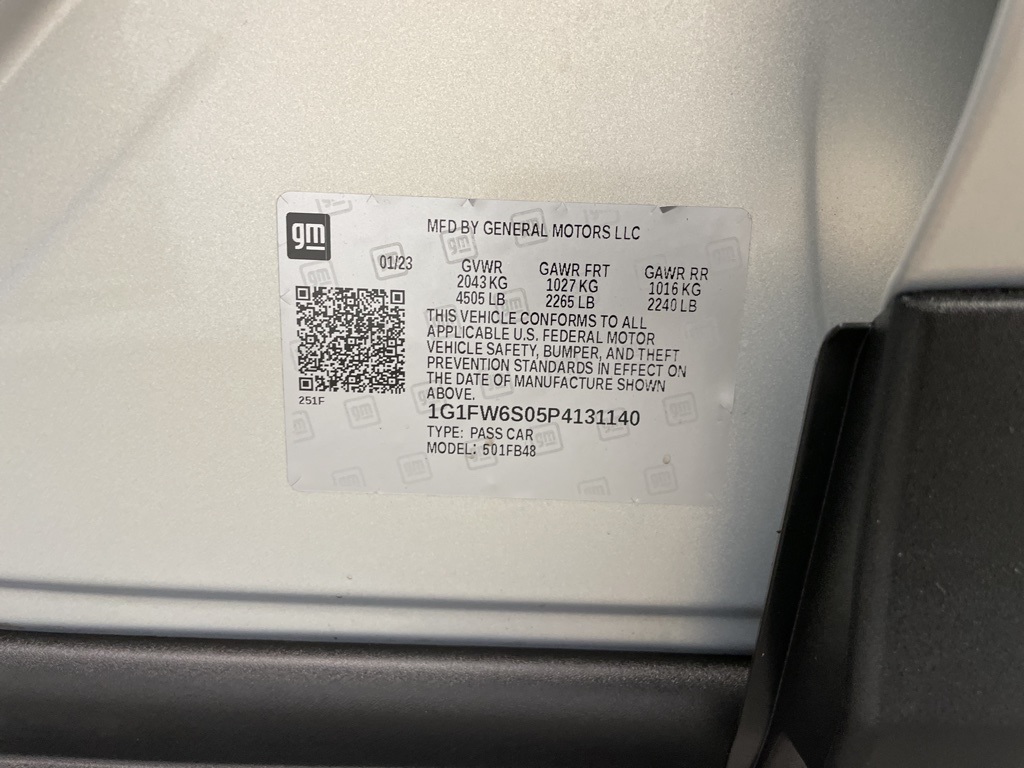 gm
MFD BY GENERAL MOTORS LLC
01/23
GVWR GAWR FRT GAWR RR
2043 KG 1027 KG 1016 KG
4505 LB 2265 LB 2240 LB
THIS VEHICLE CONFORMS TO ALL
APPLICABLE U.S. FEDERAL MOTOR
VEHICLE SAFETY, BUMPER, AND THEFT
PREVENTION STANDARDS IN EFFECT ON
THE DATE OF MANUFACTURE SHOWN
ABOVE.
251F
1G1FW6S05P4131140
TYPE: PASS CAR
MODEL: 501FB48